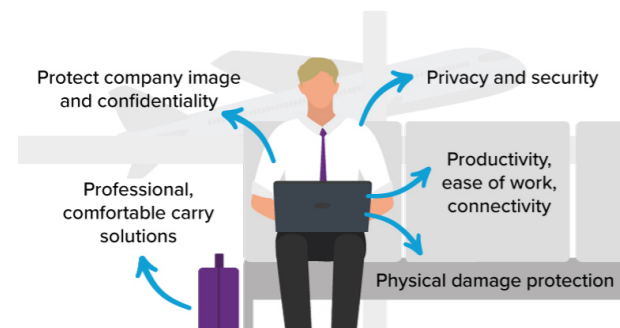 Protect company image
and confidentiality
Privacy and security
Productivity,
ease of work,
connectivity
Professional,
comfortable carry
solutions
Physical damage protection